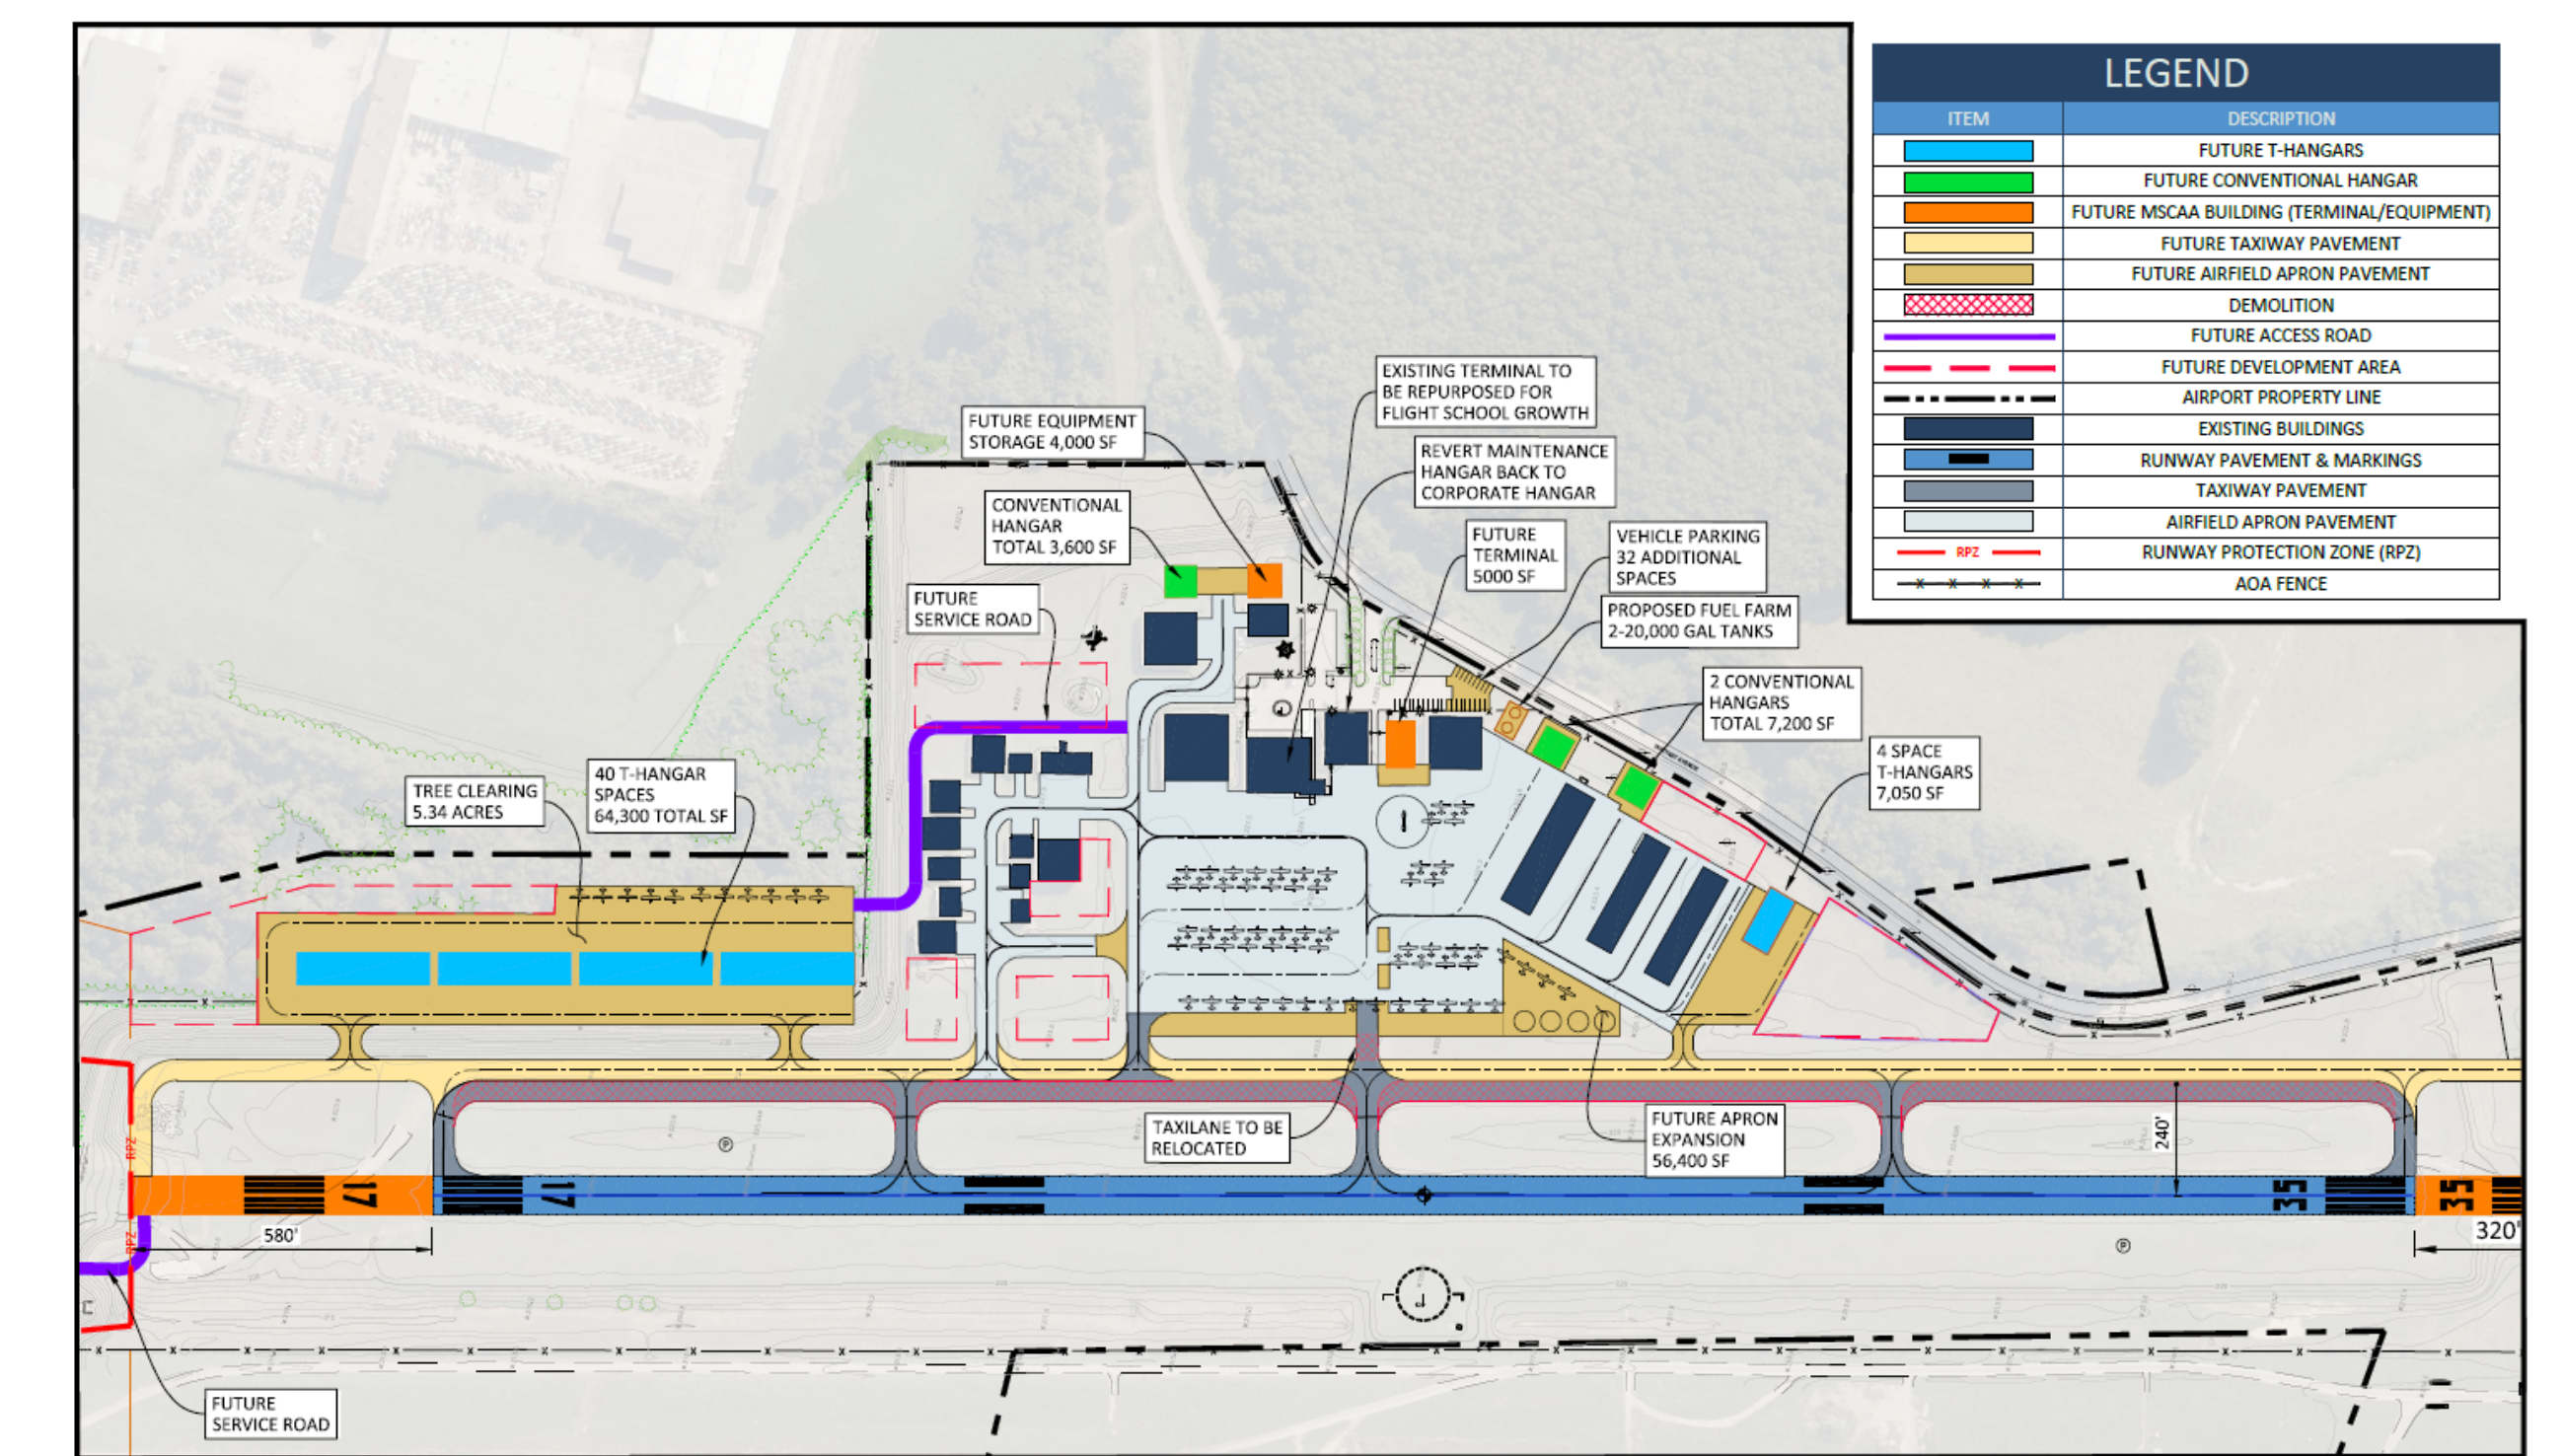 LEGEND
ITEM DESCRIPTION
FUTURE T-HANGARS
FUTURE CONVENTIONAL HANGAR
FUTURE MSCAA BUILDING (TERMINAL/EQUIPMENT)
FUTURE TAXIWAY PAVEMENT
FUTURE AIRFIELD APRON PAVEMENT
DEMOLITION
FUTURE ACCESS ROAD
FUTURE DEVELOPMENT AREA
AIRPORT PROPERTY LINE
EXISTING BUILDINGS
RUNWAY PAVEMENT & MARKINGS
TAXIWAY PAVEMENT
AIRFIELD APRON PAVEMENT
RPZ RUNWAY PROTECTION ZONE (RPZ)
AOA FENCE
EXISTING TERMINAL TO
BE REPURPOSED FOR
FLIGHT SCHOOL GROWTH
FUTURE EQUIPMENT
STORAGE 4,000 SF
REVERT MAINTENANCE
HANGAR BACK TO
CORPORATE HANGAR
CONVENTIONAL
HANGAR
TOTAL 3,600 SF
FUTURE
TERMINAL
5000 SF
VEHICLE PARKING
32 ADDITIONAL
SPACES
FUTURE
SERVICE ROAD
PROPOSED FUEL FARM
2-20,000 GAL TANKS
2 CONVENTIONAL
HANGARS
TOTAL 7,200 SF
4 SPACE
T-HANGARS
7,050 SF
40 T-HANGAR
SPACES
64,300 TOTAL SF
TREE CLEARING
5.34 ACRES
TAXILANE TO BE
RELOCATED
FUTURE APRON
EXPANSION
56,400 SF
240'
RPZ
17
17
35
35
RPZ
580'
320'
P
P
FUTURE
SERVICE ROAD